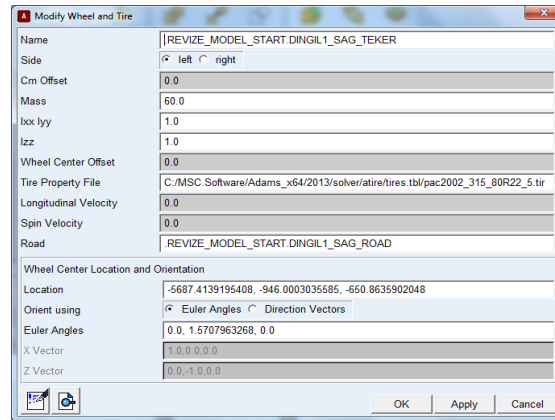 Modify Wheel and Tire
Name .REVIZE_MODEL_START.DINGIL1_SAG_TEKER
Side left right
Cm Offset 0.0
Mass 60.0
Ixx Iyy 1.0
Izz 1.0
Wheel Center Offset 0.0
Tire Property File C:/MSC.Software/Adams_x64/2013/solver/atire/tires.tbl/pac2002_315_80R22_5.tir
Longitudinal Velocity 0.0
Spin Velocity 0.0
Road .REVIZE_MODEL_START.DINGIL1_SAG_ROAD
Wheel Center Location and Orientation
Location -5687.4139195408, -946.0003035585, -650.8635902048
Orient using Euler Angles Direction Vectors
Euler Angles 0.0, 1.5707963268, 0.0
X Vector 1.0,0.0,0.0
Z Vector 0.0,-1.0,0.0
OK Apply Cancel